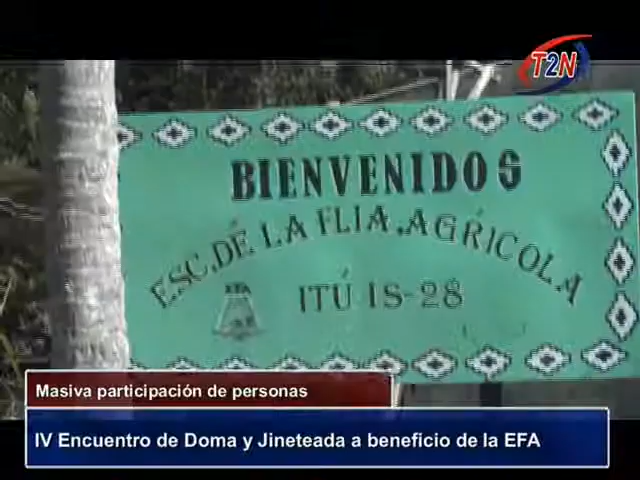 T2N
BIENVENIDOS
ESC. DE LA FLIA. AGRÍCOLA
ITÚ IS-28
Masiva participación de personas
IV Encuentro de Doma y Jineteada a beneficio de la EFA